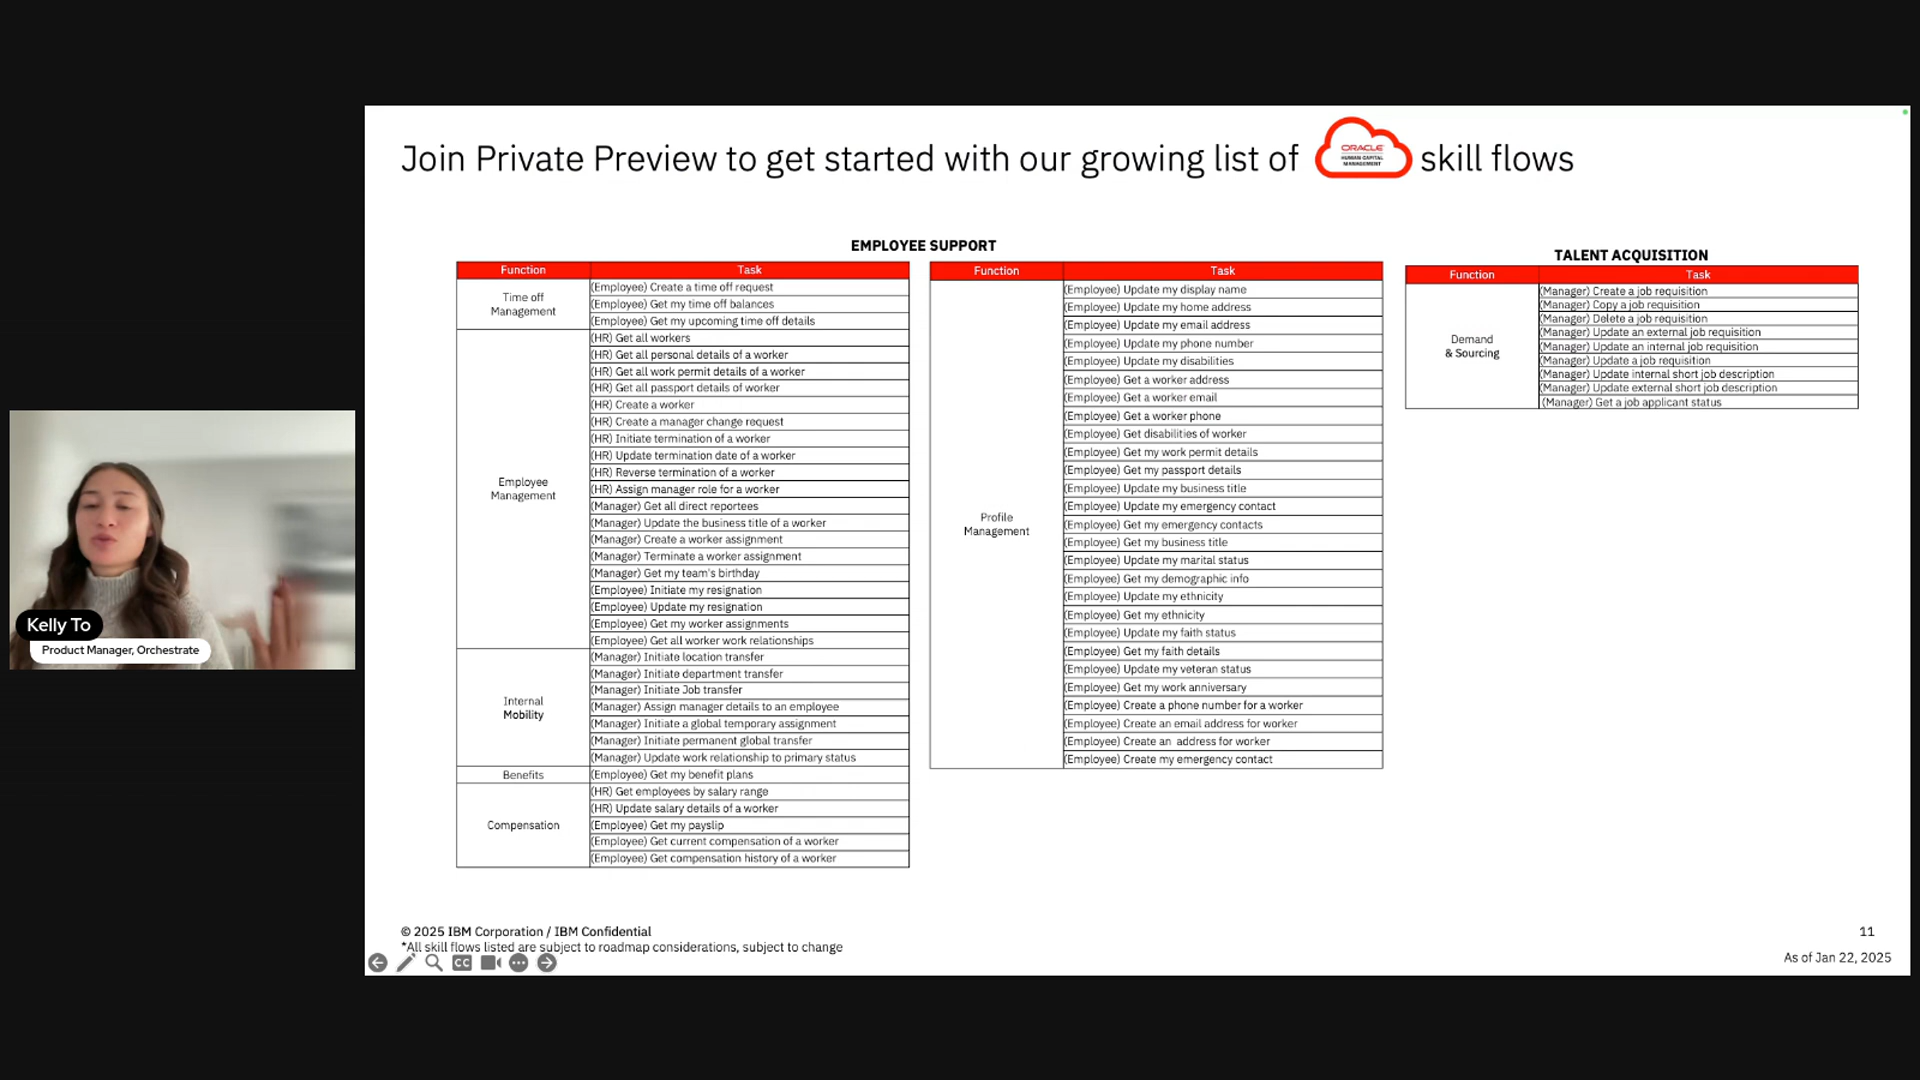 Join Private Preview to get started with our growing list of ORACLE HUMAN CAPITAL MANAGEMENT skill flows
EMPLOYEE SUPPORT
Function Task
Time off Management
(Employee) Create a time off request
(Employee) Get my time off balances
(Employee) Get my upcoming time off details
Employee Management
(HR) Get all workers
(HR) Get all personal details of a worker
(HR) Get all work permit details of a worker
(HR) Get all passport details of worker
(HR) Create a worker
(HR) Create a manager change request
(HR) Initiate termination of a worker
(HR) Update termination date of a worker
(HR) Reverse termination of a worker
(HR) Assign manager role for a worker
(Manager) Get all direct reportees
(Manager) Update the business title of a worker
(Manager) Create a worker assignment
(Manager) Terminate a worker assignment
(Manager) Get my team's birthday
(Employee) Initiate my resignation
(Employee) Update my resignation
(Employee) Get my worker assignments
(Employee) Get all worker work relationships
Internal Mobility
(Manager) Initiate location transfer
(Manager) Initiate department transfer
(Manager) Initiate Job transfer
(Manager) Assign manager details to an employee
(Manager) Initiate a global temporary assignment
(Manager) Initiate permanent global transfer
(Manager) Update work relationship to primary status
Benefits
(Employee) Get my benefit plans
Compensation
(HR) Get employees by salary range
(HR) Update salary details of a worker
(Employee) Get my payslip
(Employee) Get current compensation of a worker
(Employee) Get compensation history of a worker
Function Task
Profile Management
(Employee) Update my display name
(Employee) Update my home address
(Employee) Update my email address
(Employee) Update my phone number
(Employee) Update my disabilities
(Employee) Get a worker address
(Employee) Get a worker email
(Employee) Get a worker phone
(Employee) Get disabilities of worker
(Employee) Get my work permit details
(Employee) Get my passport details
(Employee) Update my business title
(Employee) Update my emergency contact
(Employee) Get my emergency contacts
(Employee) Get my business title
(Employee) Update my marital status
(Employee) Get my demographic info
(Employee) Update my ethnicity
(Employee) Get my ethnicity
(Employee) Update my faith status
(Employee) Get my faith details
(Employee) Update my veteran status
(Employee) Get my work anniversary
(Employee) Create a phone number for a worker
(Employee) Create an email address for worker
(Employee) Create an address for worker
(Employee) Create my emergency contact
TALENT ACQUISITION
Function Task
Demand & Sourcing
(Manager) Create a job requisition
(Manager) Copy a job requisition
(Manager) Delete a job requisition
(Manager) Update an external job requisition
(Manager) Update an internal job requisition
(Manager) Update a job requisition
(Manager) Update internal short job description
(Manager) Update external short job description
(Manager) Get a job applicant status
Kelly To
Product Manager, Orchestrate
© 2025 IBM Corporation / IBM Confidential
*All skill flows listed are subject to roadmap considerations, subject to change
CC
11
As of Jan 22, 2025